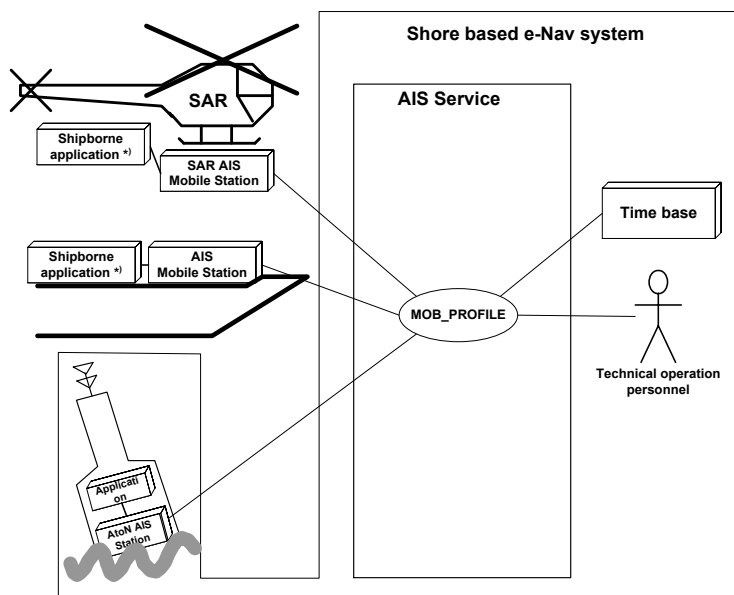 Shore based e-Nav system
AIS Service
SAR
Shipborne
application *)
SAR AIS
Mobile Station
Time base
Shipborne
application *)
AIS
Mobile Station
MOB_PROFILE
Technical operation
personnel
Applicati
on
AtoN AIS
Station